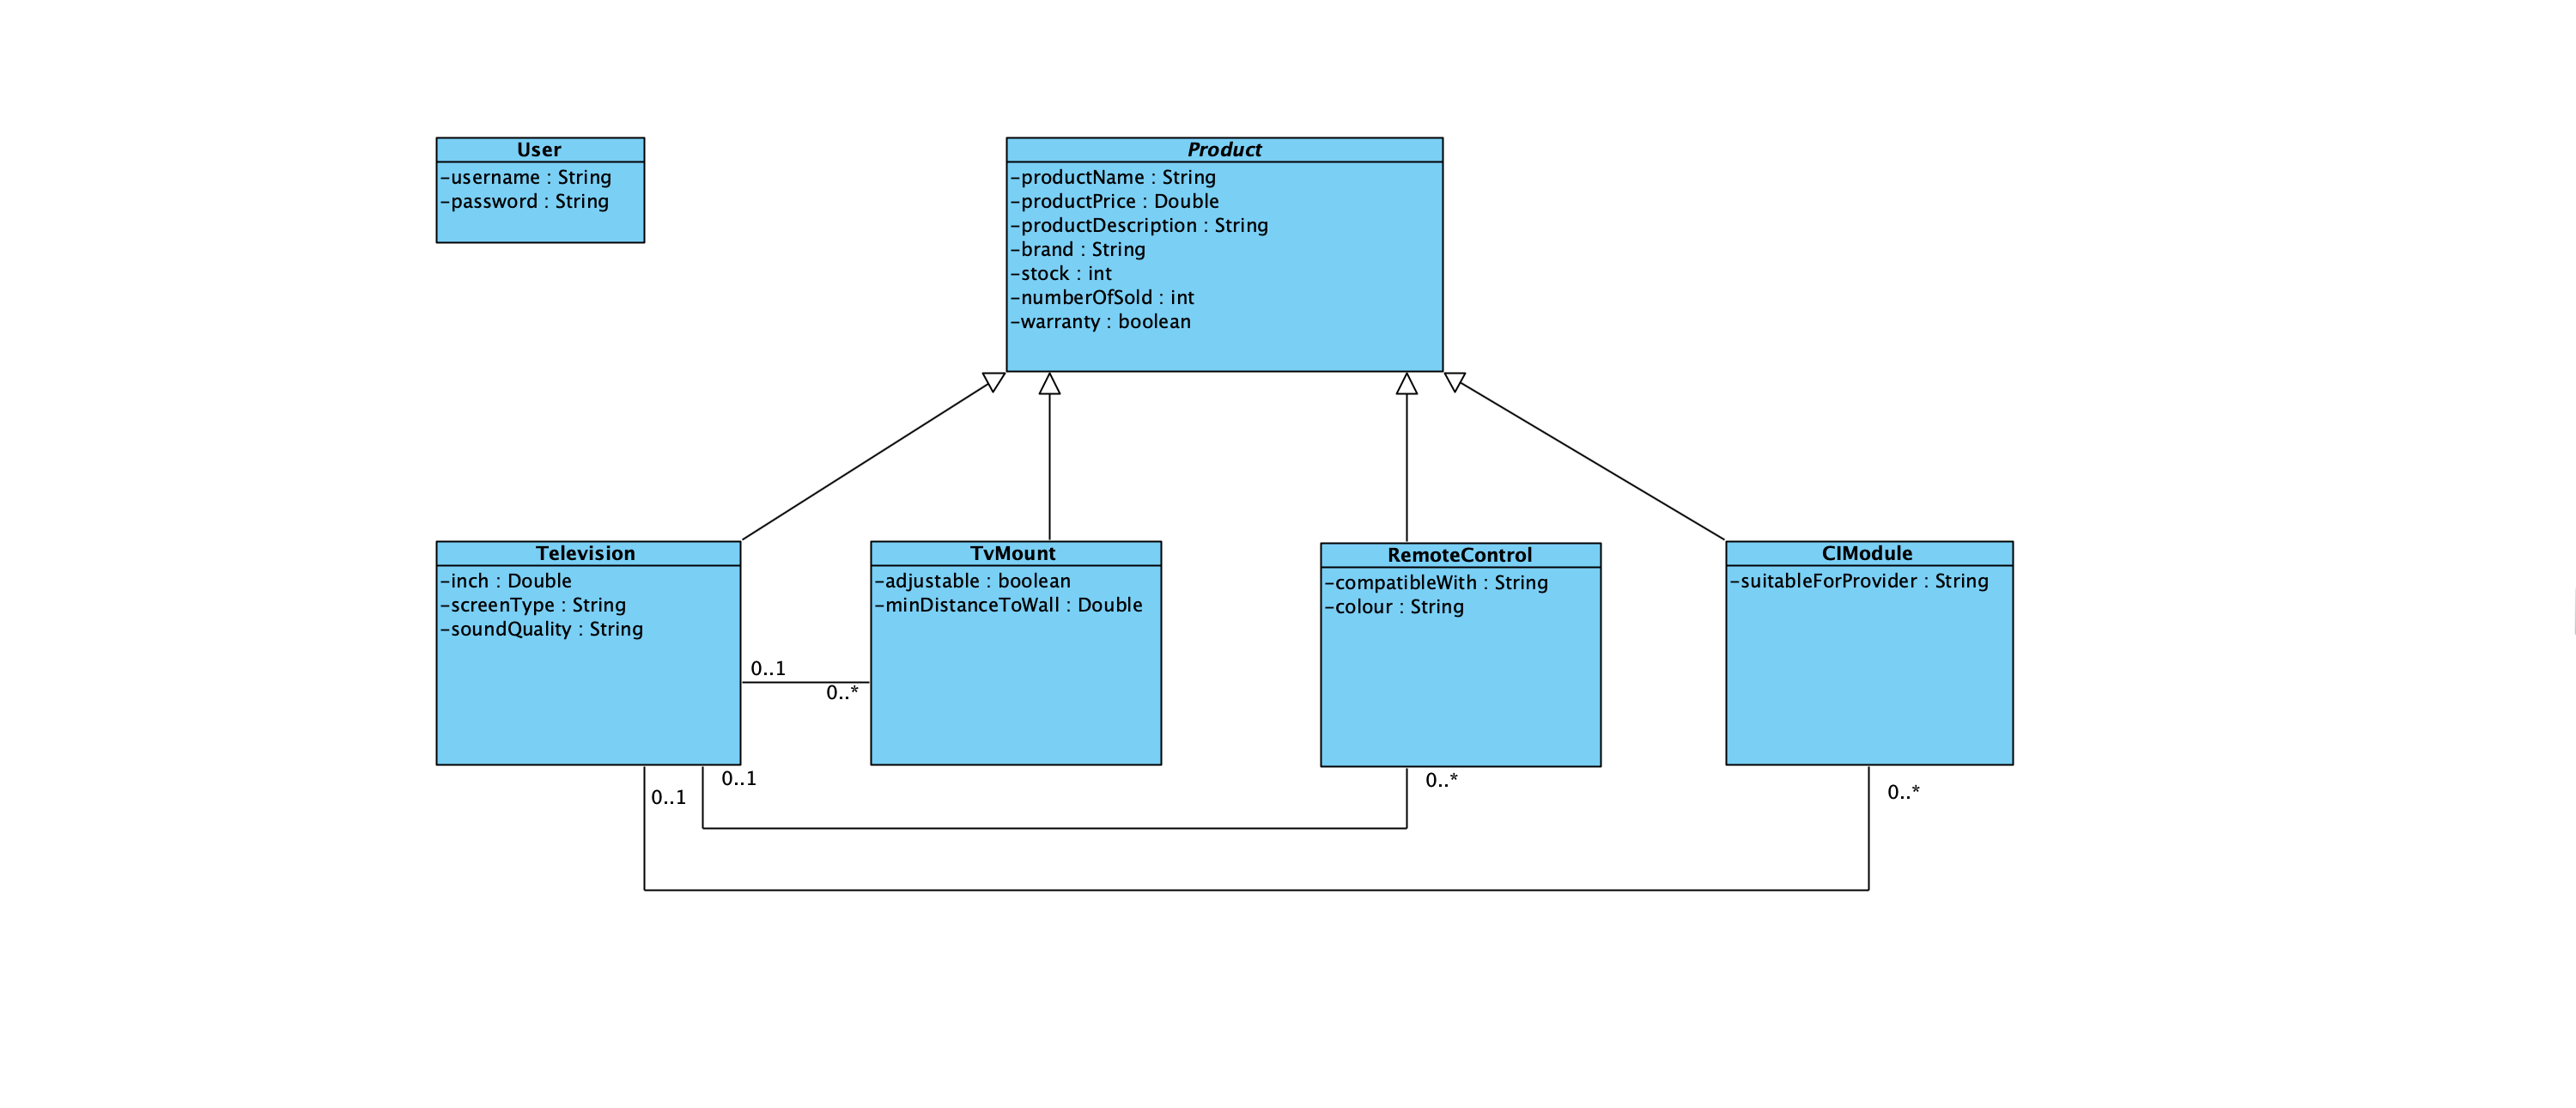 User
-username : String
-password : String
Product
-productName : String
-productPrice : Double
-productDescription : String
-brand : String
-stock : int
-numberOfSold : int
-warranty : boolean
Television
-inch : Double
-screenType : String
-soundQuality : String
TvMount
-adjustable : boolean
-minDistanceToWall : Double
RemoteControl
-compatibleWith : String
-colour : String
CIModule
-suitableForProvider : String
0..1
0..*
0..1
0..*
0..1
0..*